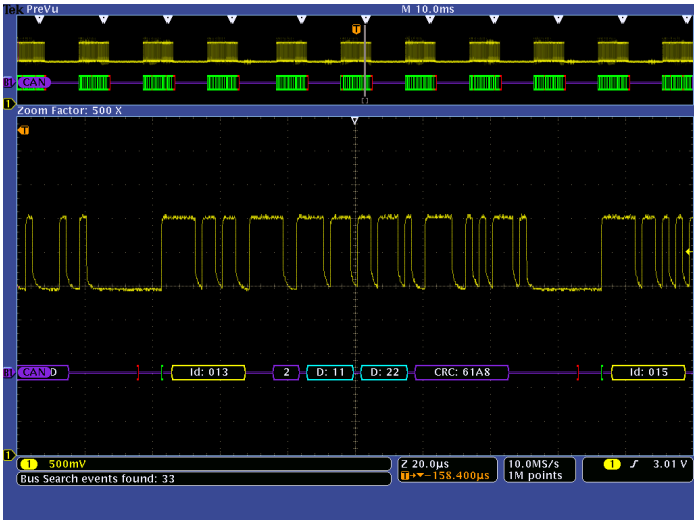 Tek PreVu M 10.0ms
T
B1 CAN
1
Zoom Factor: 500 X
T
B1 CAN D Id: 013 2 D: 11 D: 22 CRC: 61A8 Id: 015
1
1 500mV Z 20.0µs 10.0MS/s 1 3.01 V
T→▾−158.400µs 1M points
Bus Search events found: 33